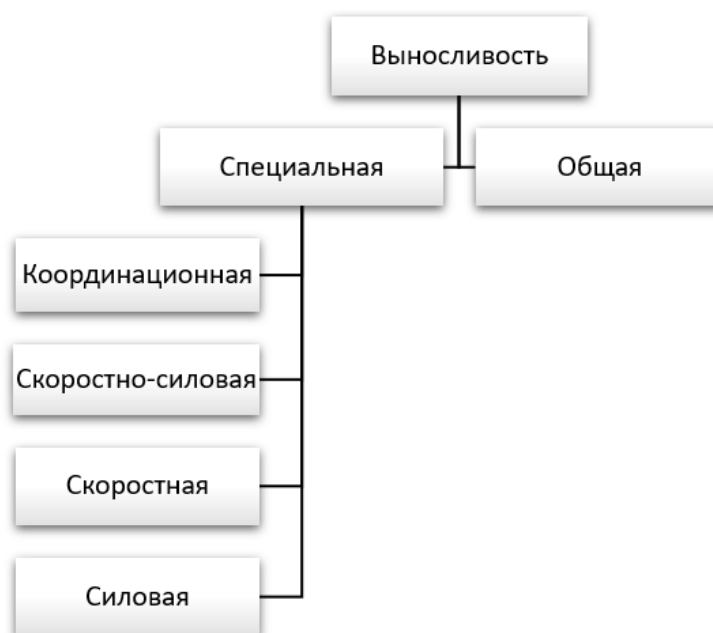 Выносливость
Специальная
Общая
Координационная
Скоростно-силовая
Скоростная
Силовая